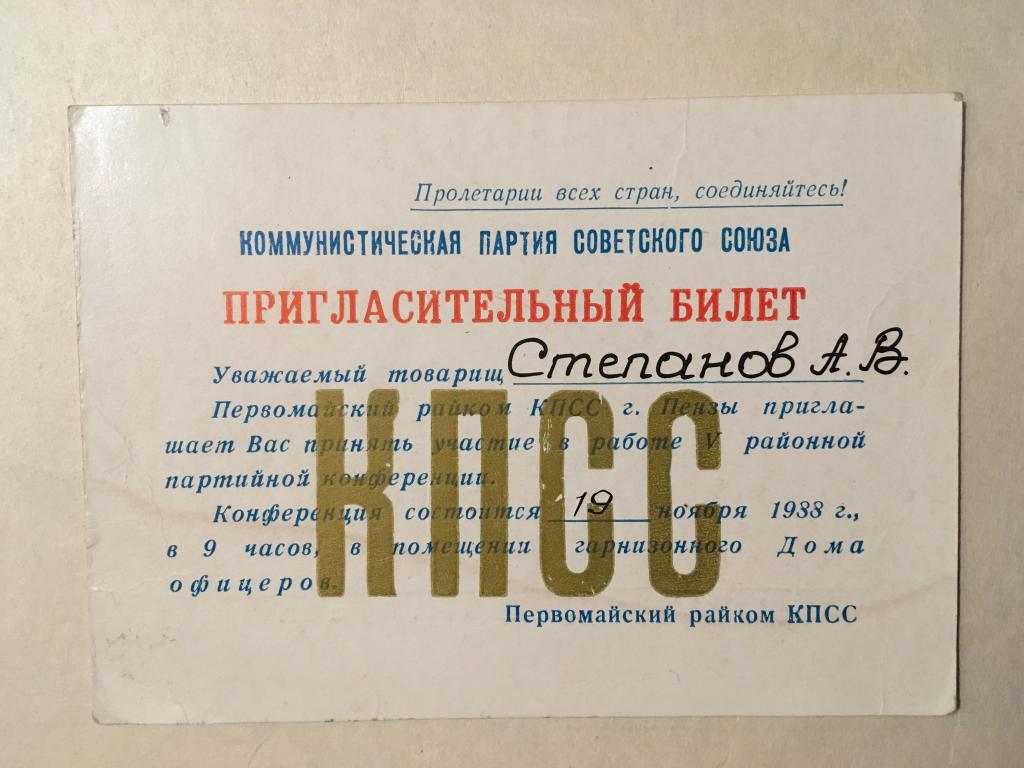 Пролетарии всех стран, соединяйтесь!
КОММУНИСТИЧЕСКАЯ ПАРТИЯ СОВЕТСКОГО СОЮЗА
ПРИГЛАСИТЕЛЬНЫЙ БИЛЕТ
Уважаемый товарищ Степанов А.В.
Первомайский райком КПСС г. Пензы пригла-
шает Вас принять участие в работе V районной
партийной конференции.
Конференция состоится 19 ноября 1988 г.,
в 9 часов, в помещении гарнизонного Дома
офицеров.
КПСС
Первомайский райком КПСС